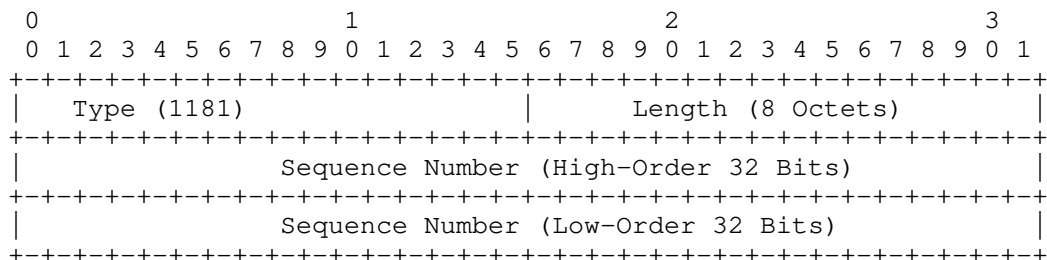 0                   1                   2                   3
 0 1 2 3 4 5 6 7 8 9 0 1 2 3 4 5 6 7 8 9 0 1 2 3 4 5 6 7 8 9 0 1
+-+-+-+-+-+-+-+-+-+-+-+-+-+-+-+-+-+-+-+-+-+-+-+-+-+-+-+-+-+-+-+-+
|   Type (1181)                 |      Length (8 Octets)        |
+-+-+-+-+-+-+-+-+-+-+-+-+-+-+-+-+-+-+-+-+-+-+-+-+-+-+-+-+-+-+-+-+
|                Sequence Number (High-Order 32 Bits)           |
+-+-+-+-+-+-+-+-+-+-+-+-+-+-+-+-+-+-+-+-+-+-+-+-+-+-+-+-+-+-+-+-+
|                Sequence Number (Low-Order 32 Bits)            |
+-+-+-+-+-+-+-+-+-+-+-+-+-+-+-+-+-+-+-+-+-+-+-+-+-+-+-+-+-+-+-+-+